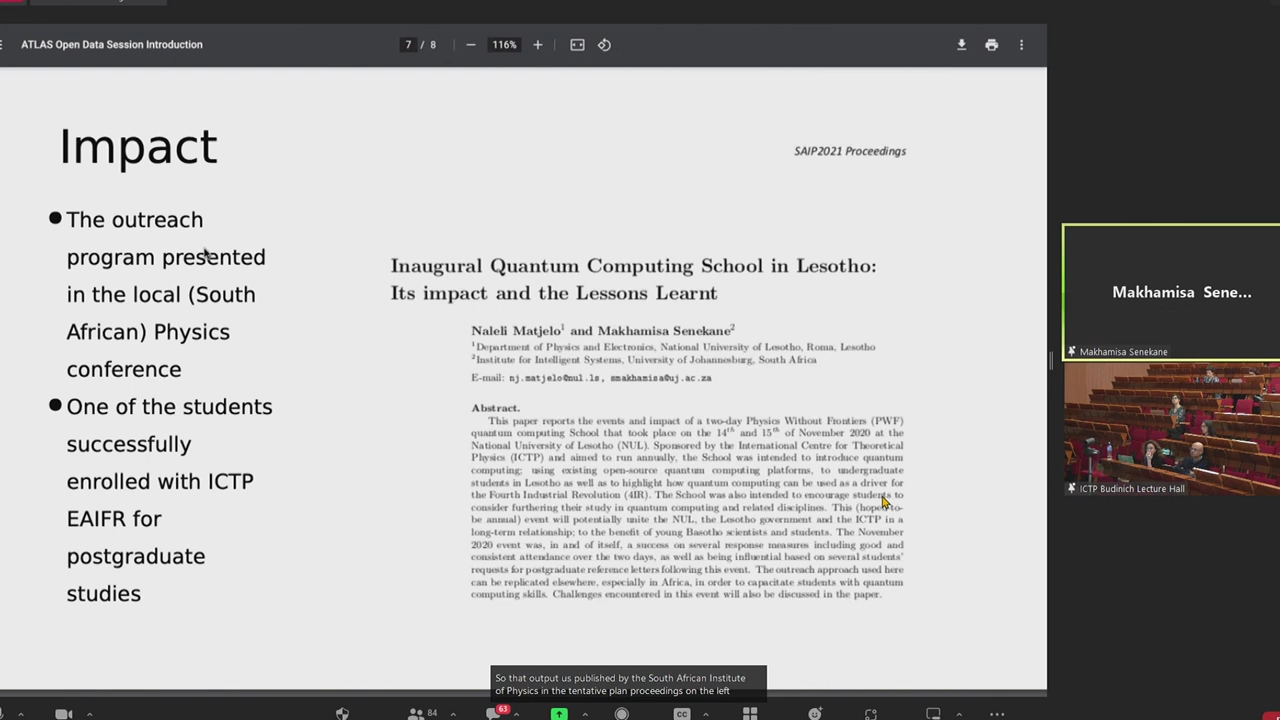 ATLAS Open Data Session Introduction
7 / 8
116%
Impact
SAIP2021 Proceedings
The outreach
program presented
in the local (South
African) Physics
conference
One of the students
successfully
enrolled with ICTP
EAIFR for
postgraduate
studies
Inaugural Quantum Computing School in Lesotho:
Its impact and the Lessons Learnt
Naleli Matjelo1 and Makhamisa Senekane2
1Department of Physics and Electronics, National University of Lesotho, Roma, Lesotho
2Institute for Intelligent Systems, University of Johannesburg, South Africa
E-mail: nj.matjelo@nul.ls, smakhamisa@uj.ac.za
Abstract.
This paper reports the events and impact of a two-day Physics Without Frontiers (PWF)
quantum computing School that took place on the 14th and 15th of November 2020 at the
National University of Lesotho (NUL). Sponsored by the International Centre for Theoretical
Physics (ICTP) and aimed to run annually, the School was intended to introduce quantum
computing; using existing open-source quantum computing platforms, to undergraduate
students in Lesotho as well as to highlight how quantum computing can be used as a driver for
the Fourth Industrial Revolution (4IR). The School was also intended to encourage students to
consider furthering their study in quantum computing and related disciplines. This (hope-to-
be annual) event will potentially unite the NUL, the Lesotho government and the ICTP in a
long-term relationship; to the benefit of young Basotho scientists and students. The November
2020 event was, in and of itself, a success on several response measures including good and
consistent attendance over the two days, as well as being influential based on several students'
requests for postgraduate reference letters following this event. The outreach approach used here
can be replicated elsewhere, especially in Africa, in order to capacitate students with quantum
computing skills. Challenges encountered in this event will also be discussed in the paper.
Makhamisa Sene...
Makhamisa Senekane
ICTP Budinich Lecture Hall
So that output us published by the South African Institute
of Physics in the tentative plan proceedings on the left
84
63
CC